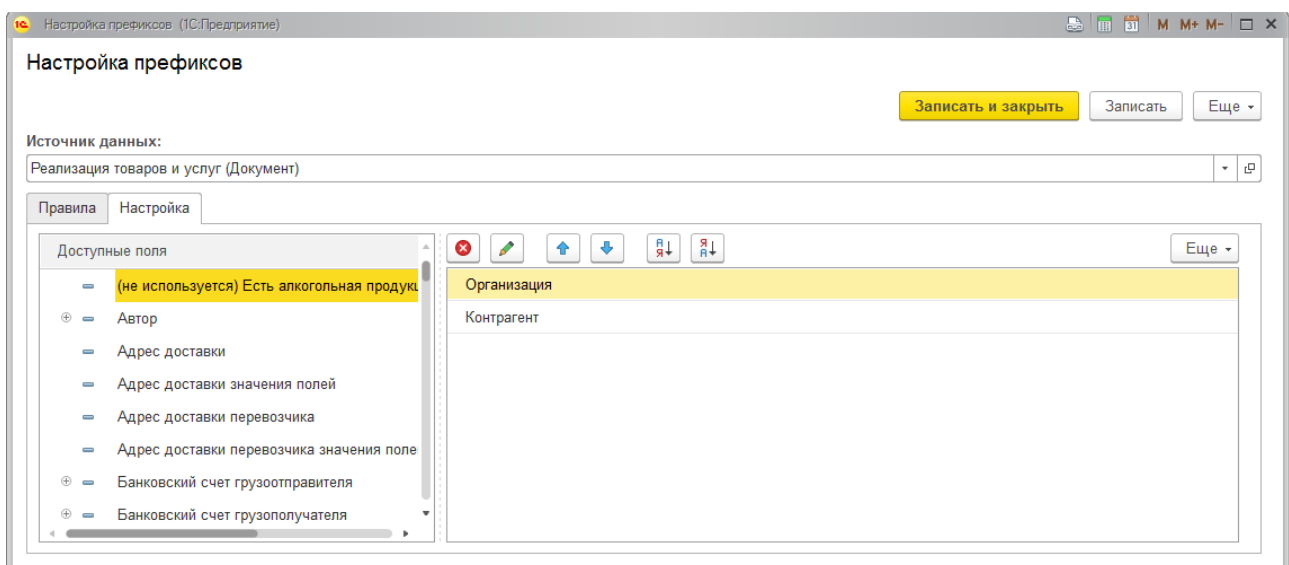 Настройка префиксов (1С:Предприятие)
31 M M+ M-
Настройка префиксов
Записать и закрыть Записать Еще
Источник данных:
Реализация товаров и услуг (Документ)
Правила Настройка
Доступные поля
Еще
(не используется) Есть алкогольная продукц
Автор
Адрес доставки
Адрес доставки значения полей
Адрес доставки перевозчика
Адрес доставки перевозчика значения поле
Банковский счет грузоотправителя
Банковский счет грузополучателя
Организация
Контрагент